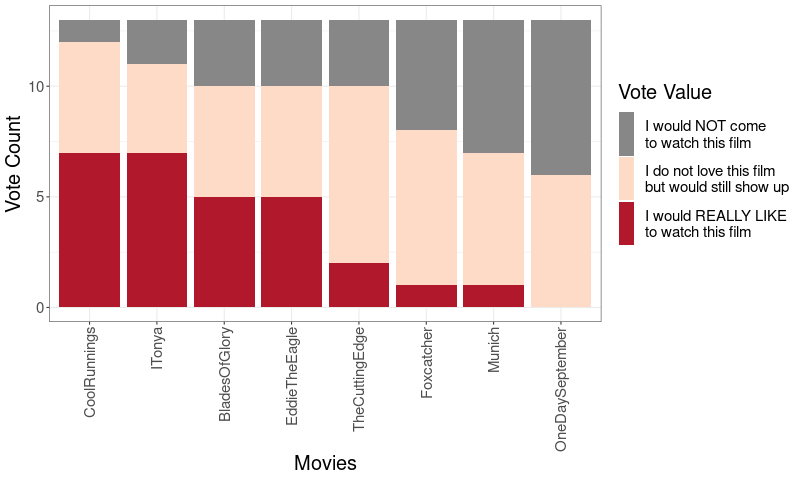 Vote Count
10
5
0
CoolRunnings
ITonya
BladesOfGlory
EddieTheEagle
TheCuttingEdge
Foxcatcher
Munich
OneDaySeptember
Movies
Vote Value
I would NOT come
to watch this film
I do not love this film
but would still show up
I would REALLY LIKE
to watch this film